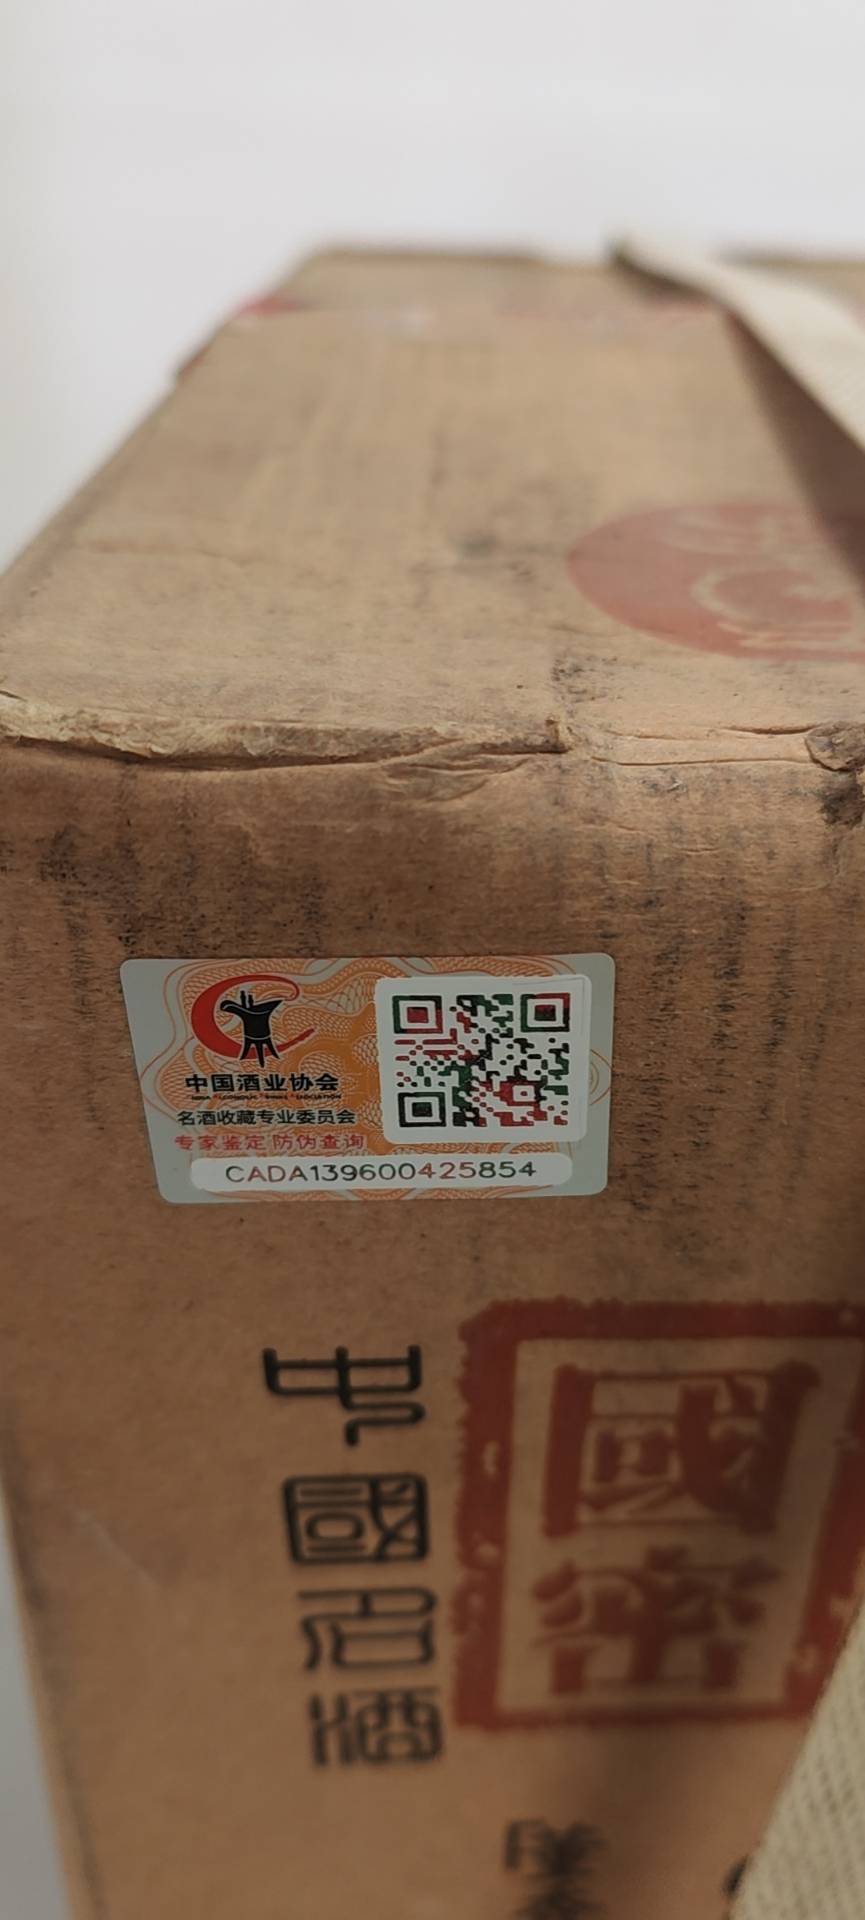 中国酒业协会
名酒收藏专业委员会
专家鉴定 防伪查询
CADA139600425854
中國名酒
國密